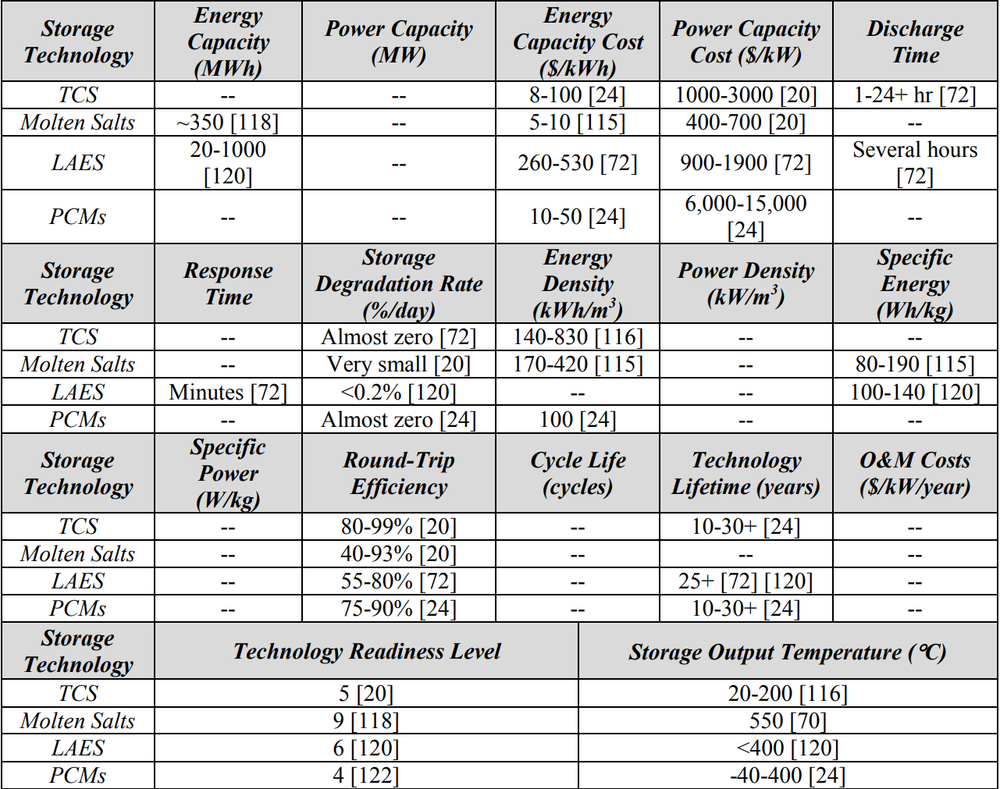 Storage Technology | Energy Capacity (MWh) | Power Capacity (MW) | Energy Capacity Cost ($/kWh) | Power Capacity Cost ($/kW) | Discharge Time
TCS | -- | -- | 8-100 [24] | 1000-3000 [20] | 1-24+ hr [72]
Molten Salts | ~350 [118] | -- | 5-10 [115] | 400-700 [20] | --
LAES | 20-1000 [120] | -- | 260-530 [72] | 900-1900 [72] | Several hours [72]
PCMs | -- | -- | 10-50 [24] | 6,000-15,000 [24] | --
Storage Technology | Response Time | Storage Degradation Rate (%/day) | Energy Density (kWh/m³) | Power Density (kW/m³) | Specific Energy (Wh/kg)
TCS | -- | Almost zero [72] | 140-830 [116] | -- | --
Molten Salts | -- | Very small [20] | 170-420 [115] | -- | 80-190 [115]
LAES | Minutes [72] | <0.2% [120] | -- | -- | 100-140 [120]
PCMs | -- | Almost zero [24] | 100 [24] | -- | --
Storage Technology | Specific Power (W/kg) | Round-Trip Efficiency | Cycle Life (cycles) | Technology Lifetime (years) | O&M Costs ($/kW/year)
TCS | -- | 80-99% [20] | -- | 10-30+ [24] | --
Molten Salts | -- | 40-93% [20] | -- | -- | --
LAES | -- | 55-80% [72] | -- | 25+ [72] [120] | --
PCMs | -- | 75-90% [24] | -- | 10-30+ [24] | --
Storage Technology | Technology Readiness Level | Storage Output Temperature (°C)
TCS | 5 [20] | 20-200 [116]
Molten Salts | 9 [118] | 550 [70]
LAES | 6 [120] | <400 [120]
PCMs | 4 [122] | -40-400 [24]